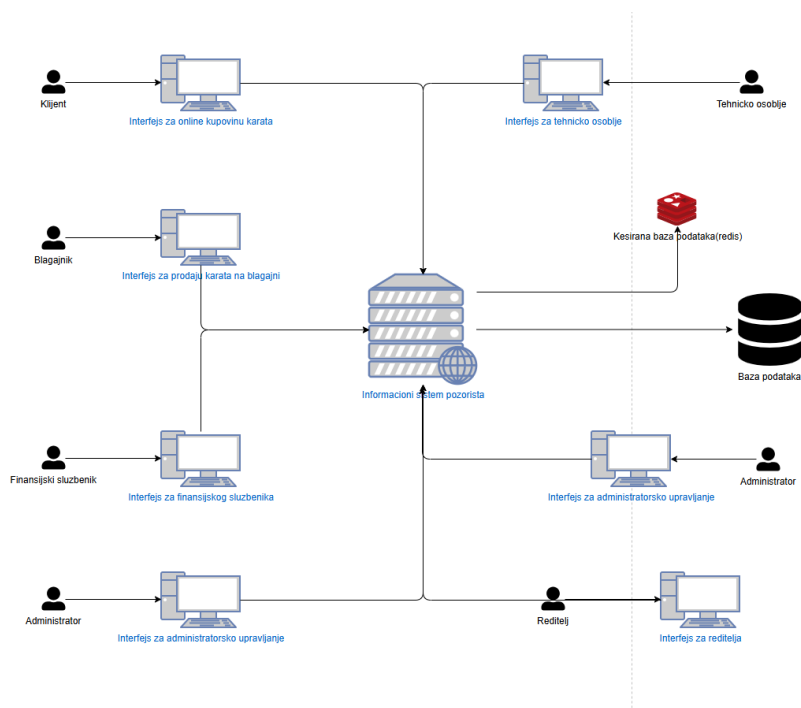 Klijent
Interfejs za online kupovinu karata
Interfejs za tehnicko osoblje
Tehnicko osoblje
Blagajnik
Interfejs za prodaju karata na blagajni
Kesirana baza podataka(redis)
Informacioni sistem pozorista
Baza podataka
Finansijski sluzbenik
Interfejs za finansijskog sluzbenika
Interfejs za administratorsko upravljanje
Administrator
Administrator
Interfejs za administratorsko upravljanje
Reditelj
Interfejs za reditelja